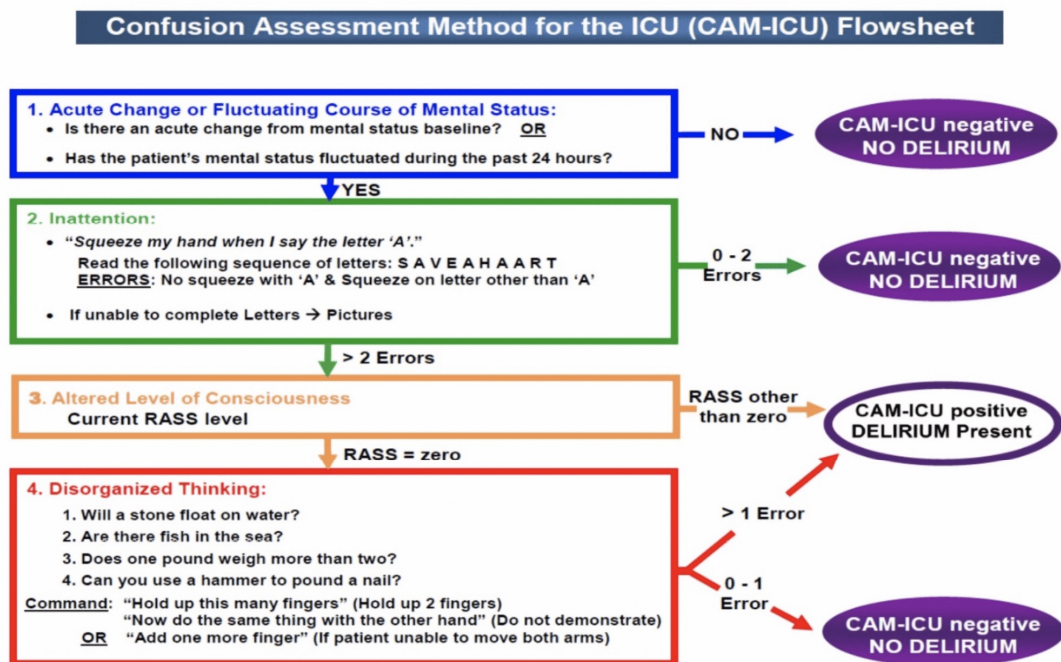 Confusion Assessment Method for the ICU (CAM-ICU) Flowsheet
1. Acute Change or Fluctuating Course of Mental Status:
• Is there an acute change from mental status baseline? OR
• Has the patient's mental status fluctuated during the past 24 hours?
NO
CAM-ICU negative
NO DELIRIUM
YES
2. Inattention:
• “Squeeze my hand when I say the letter ‘A’.”
Read the following sequence of letters: S A V E A H A A R T
ERRORS: No squeeze with ‘A’ & Squeeze on letter other than ‘A’
• If unable to complete Letters → Pictures
0 - 2
Errors
CAM-ICU negative
NO DELIRIUM
> 2 Errors
3. Altered Level of Consciousness
Current RASS level
RASS other
than zero
CAM-ICU positive
DELIRIUM Present
RASS = zero
4. Disorganized Thinking:
1. Will a stone float on water?
2. Are there fish in the sea?
3. Does one pound weigh more than two?
4. Can you use a hammer to pound a nail?
Command: “Hold up this many fingers” (Hold up 2 fingers)
“Now do the same thing with the other hand” (Do not demonstrate)
OR “Add one more finger” (If patient unable to move both arms)
> 1 Error
0 - 1
Error
CAM-ICU negative
NO DELIRIUM